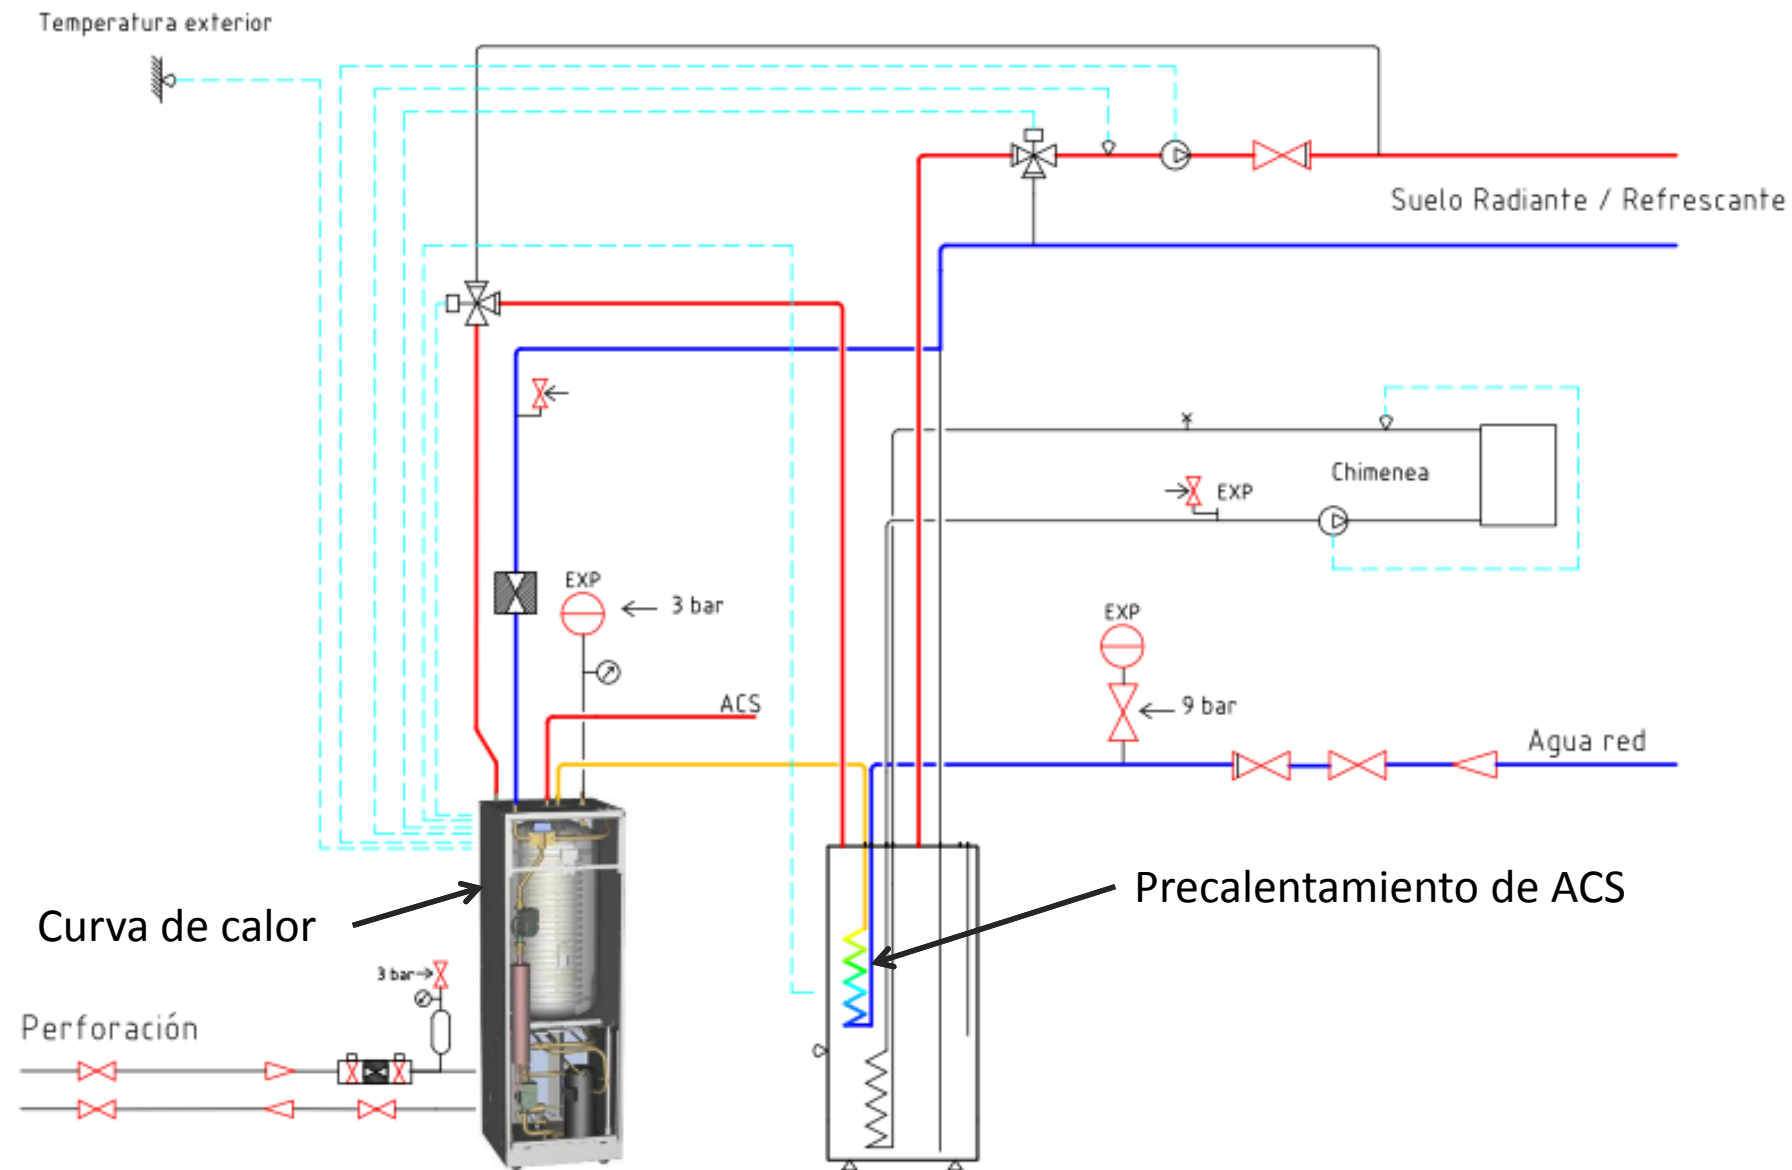 Temperatura exterior
Suelo Radiante / Refrescante
Chimenea
EXP
EXP
3 bar
EXP
9 bar
ACS
Agua red
Precalentamiento de ACS
Curva de calor
3 bar
Perforación